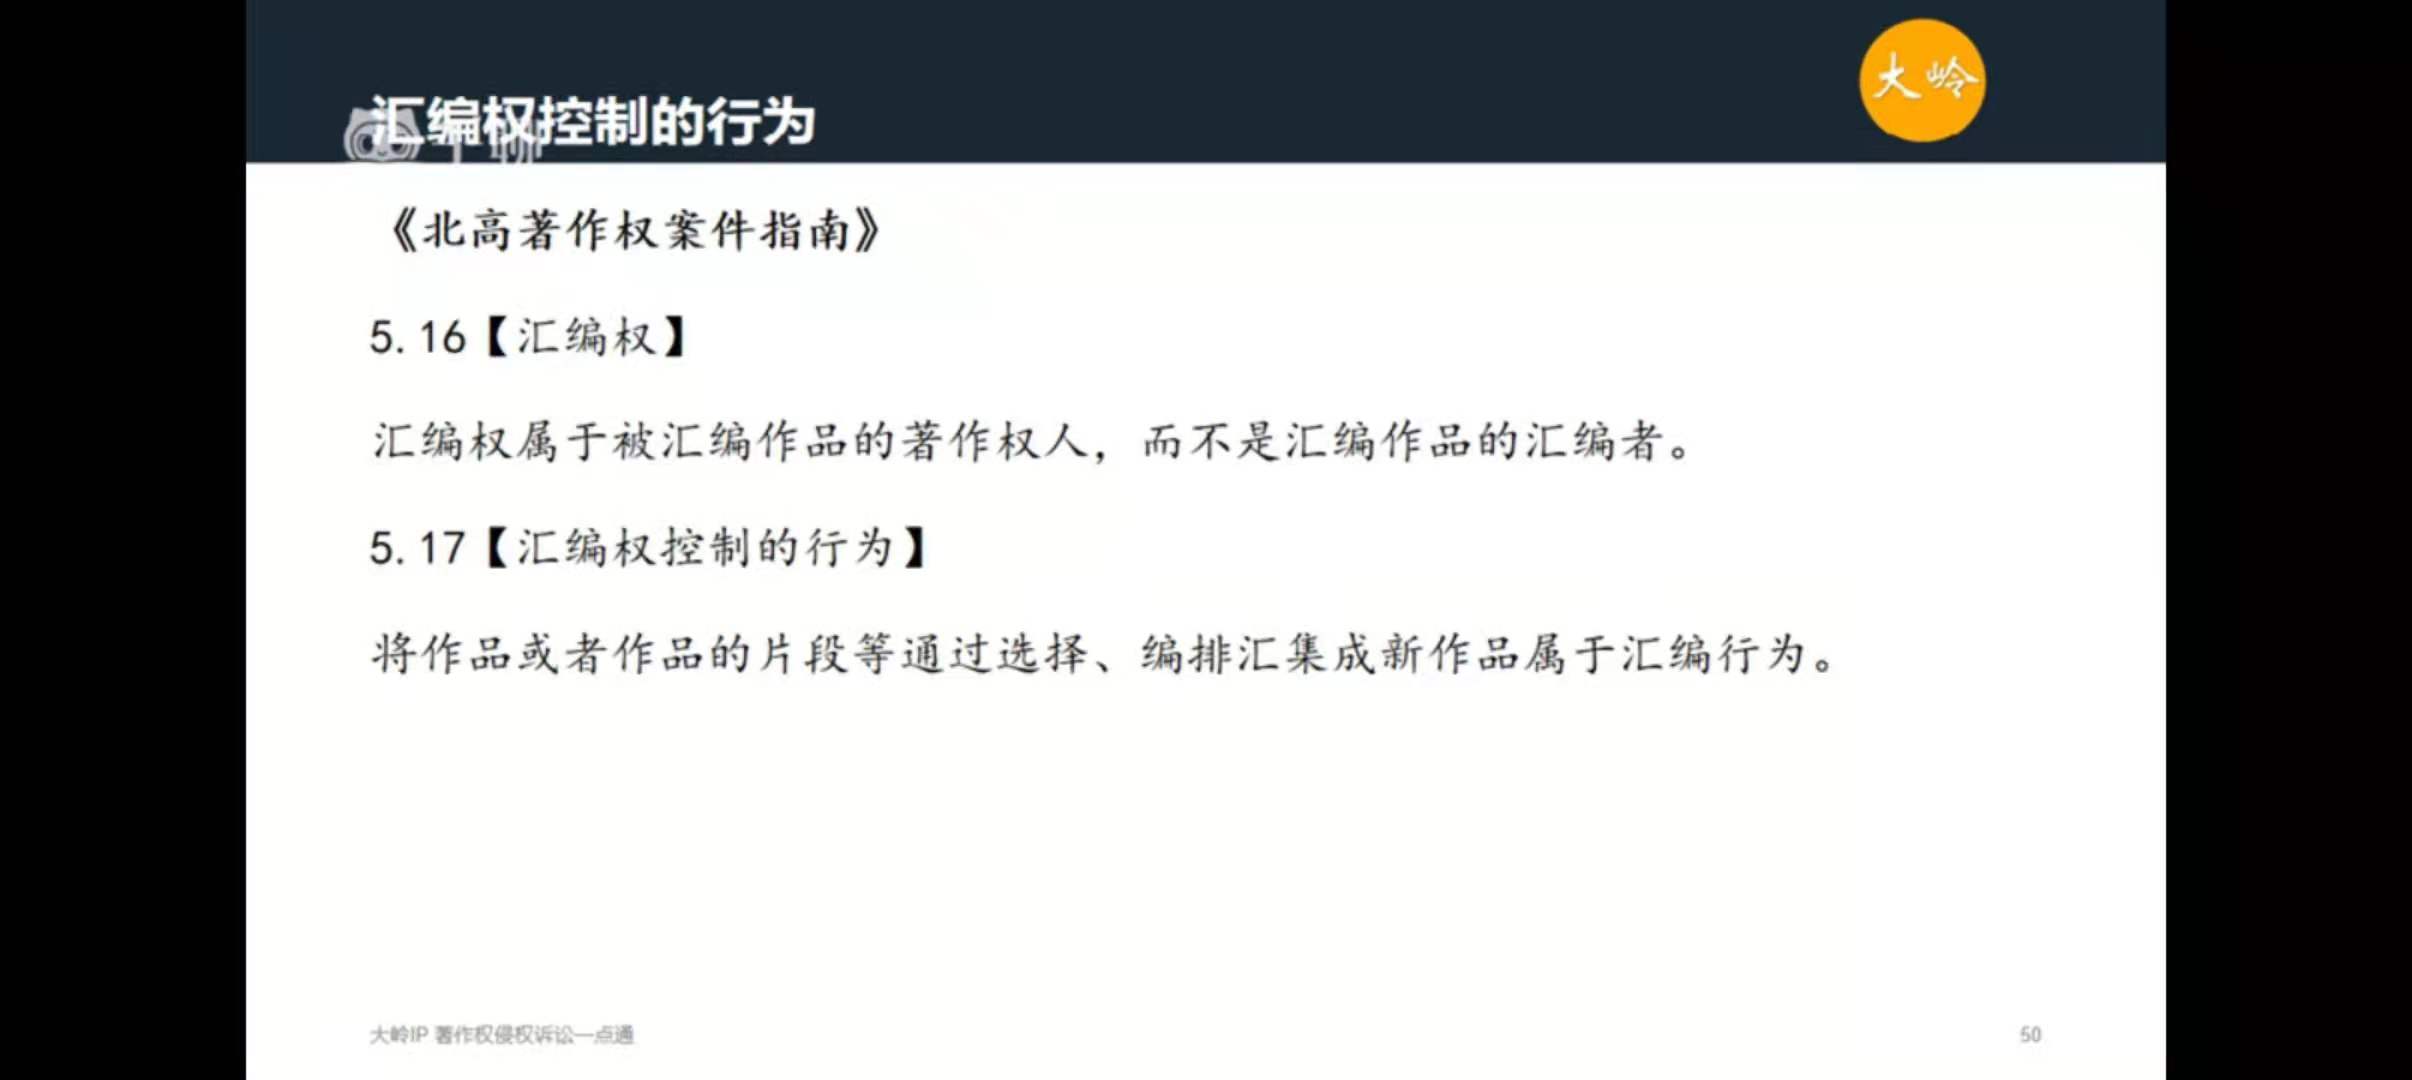 汇编权控制的行为
大岭
《北高著作权案件指南》
5.16【汇编权】
汇编权属于被汇编作品的著作权人，而不是汇编作品的汇编者。
5.17【汇编权控制的行为】
将作品或者作品的片段等通过选择、编排汇集成新作品属于汇编行为。
大岭IP 著作权侵权诉讼一点通
50